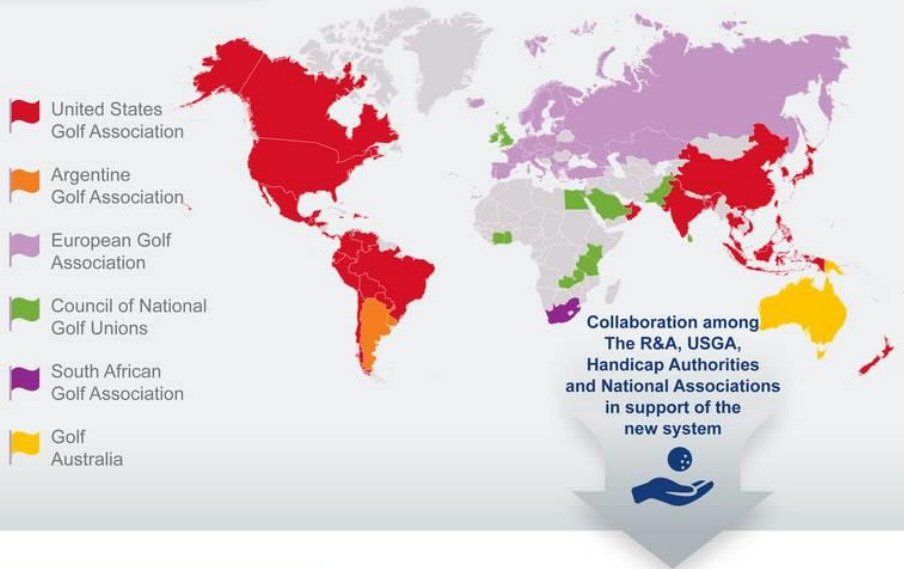 United States
Golf Association
Argentine
Golf Association
European Golf
Association
Council of National
Golf Unions
South African
Golf Association
Golf
Australia
Collaboration among
The R&A, USGA,
Handicap Authorities
and National Associations
in support of the
new system